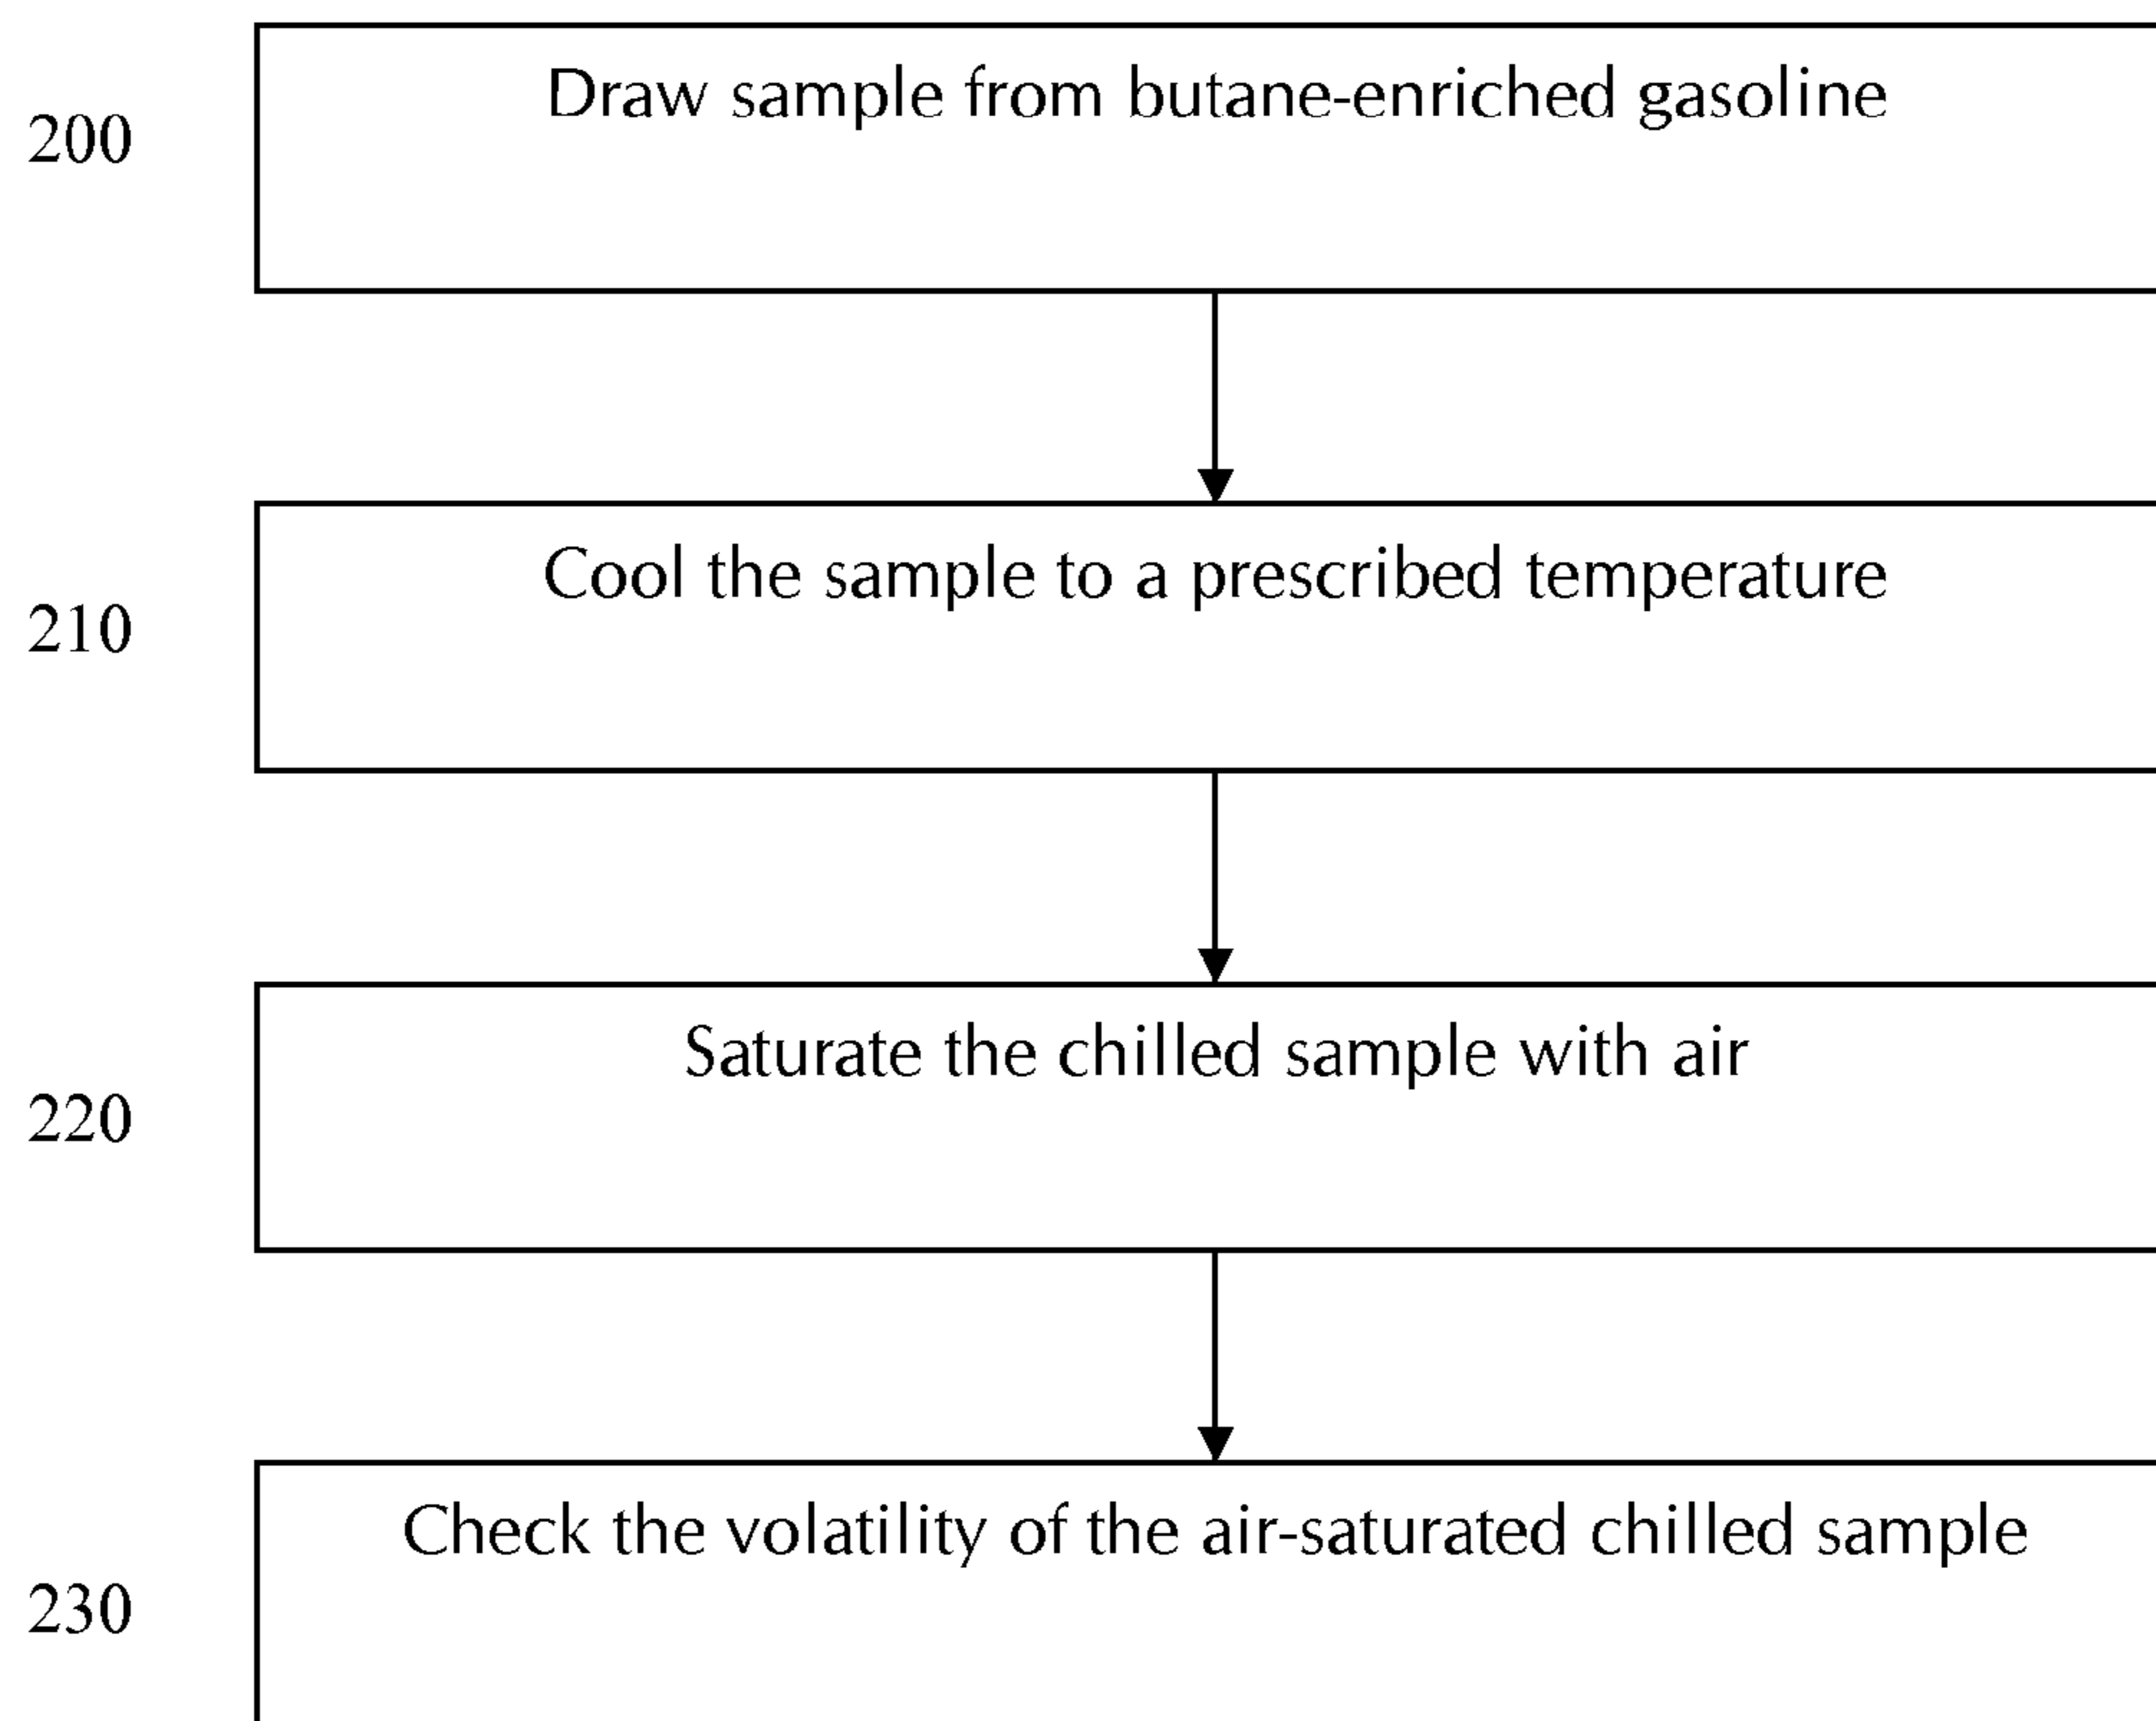 Draw sample from butane-enriched gasoline
200
Cool the sample to a prescribed temperature
210
Saturate the chilled sample with air
220
Check the volatility of the air-saturated chilled sample
230